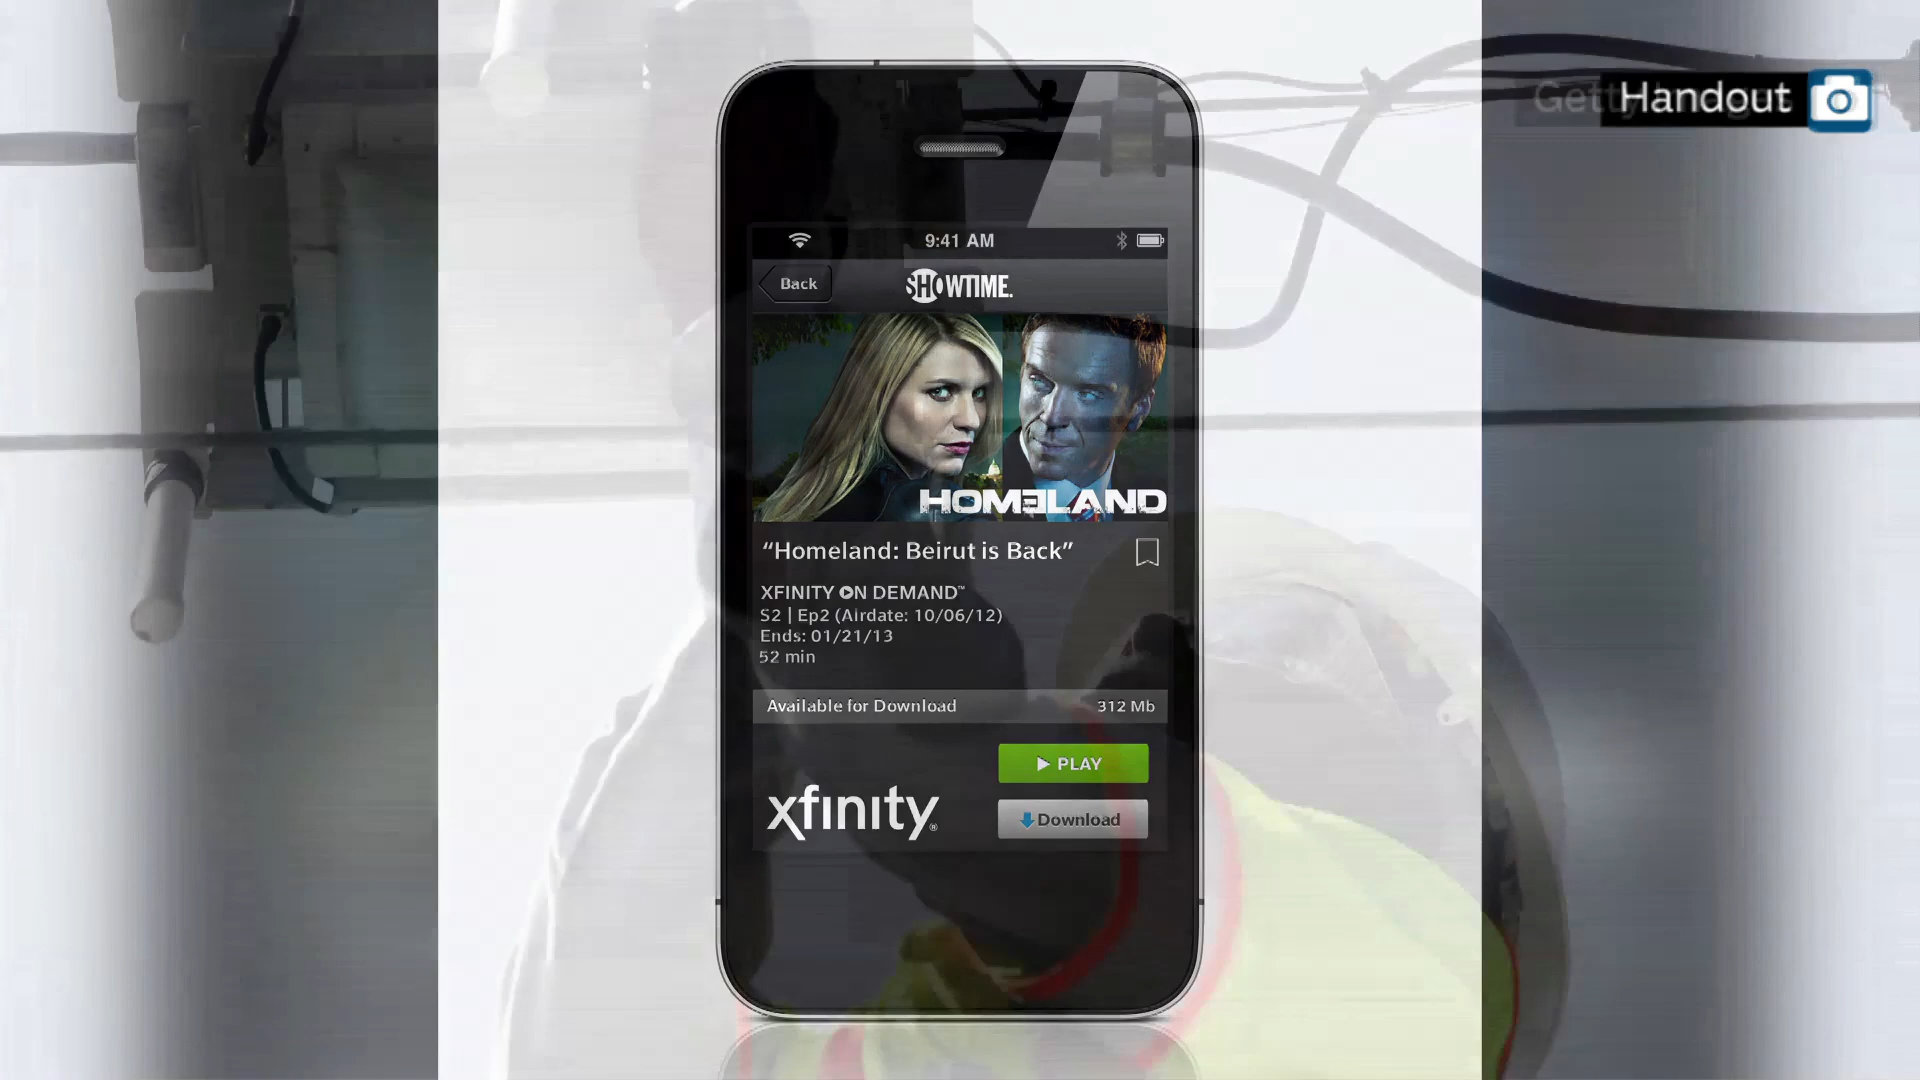 Handout
9:41 AM
Back
SHOWTIME.
HOMELAND
“Homeland: Beirut is Back”
XFINITY ON DEMAND™
S2 | Ep2 (Airdate: 10/06/12)
Ends: 01/21/13
52 min
Available for Download 312 Mb
PLAY
xfinity®
Download